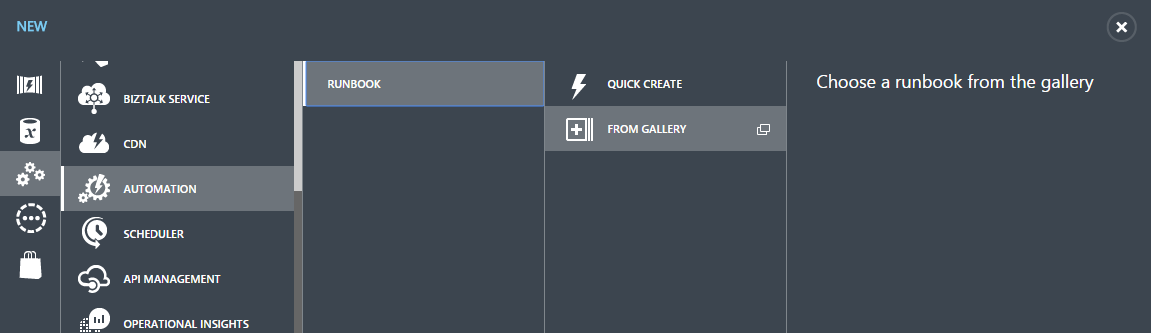 NEW
BIZTALK SERVICE
CDN
AUTOMATION
SCHEDULER
API MANAGEMENT
OPERATIONAL INSIGHTS
RUNBOOK
QUICK CREATE
FROM GALLERY
Choose a runbook from the gallery